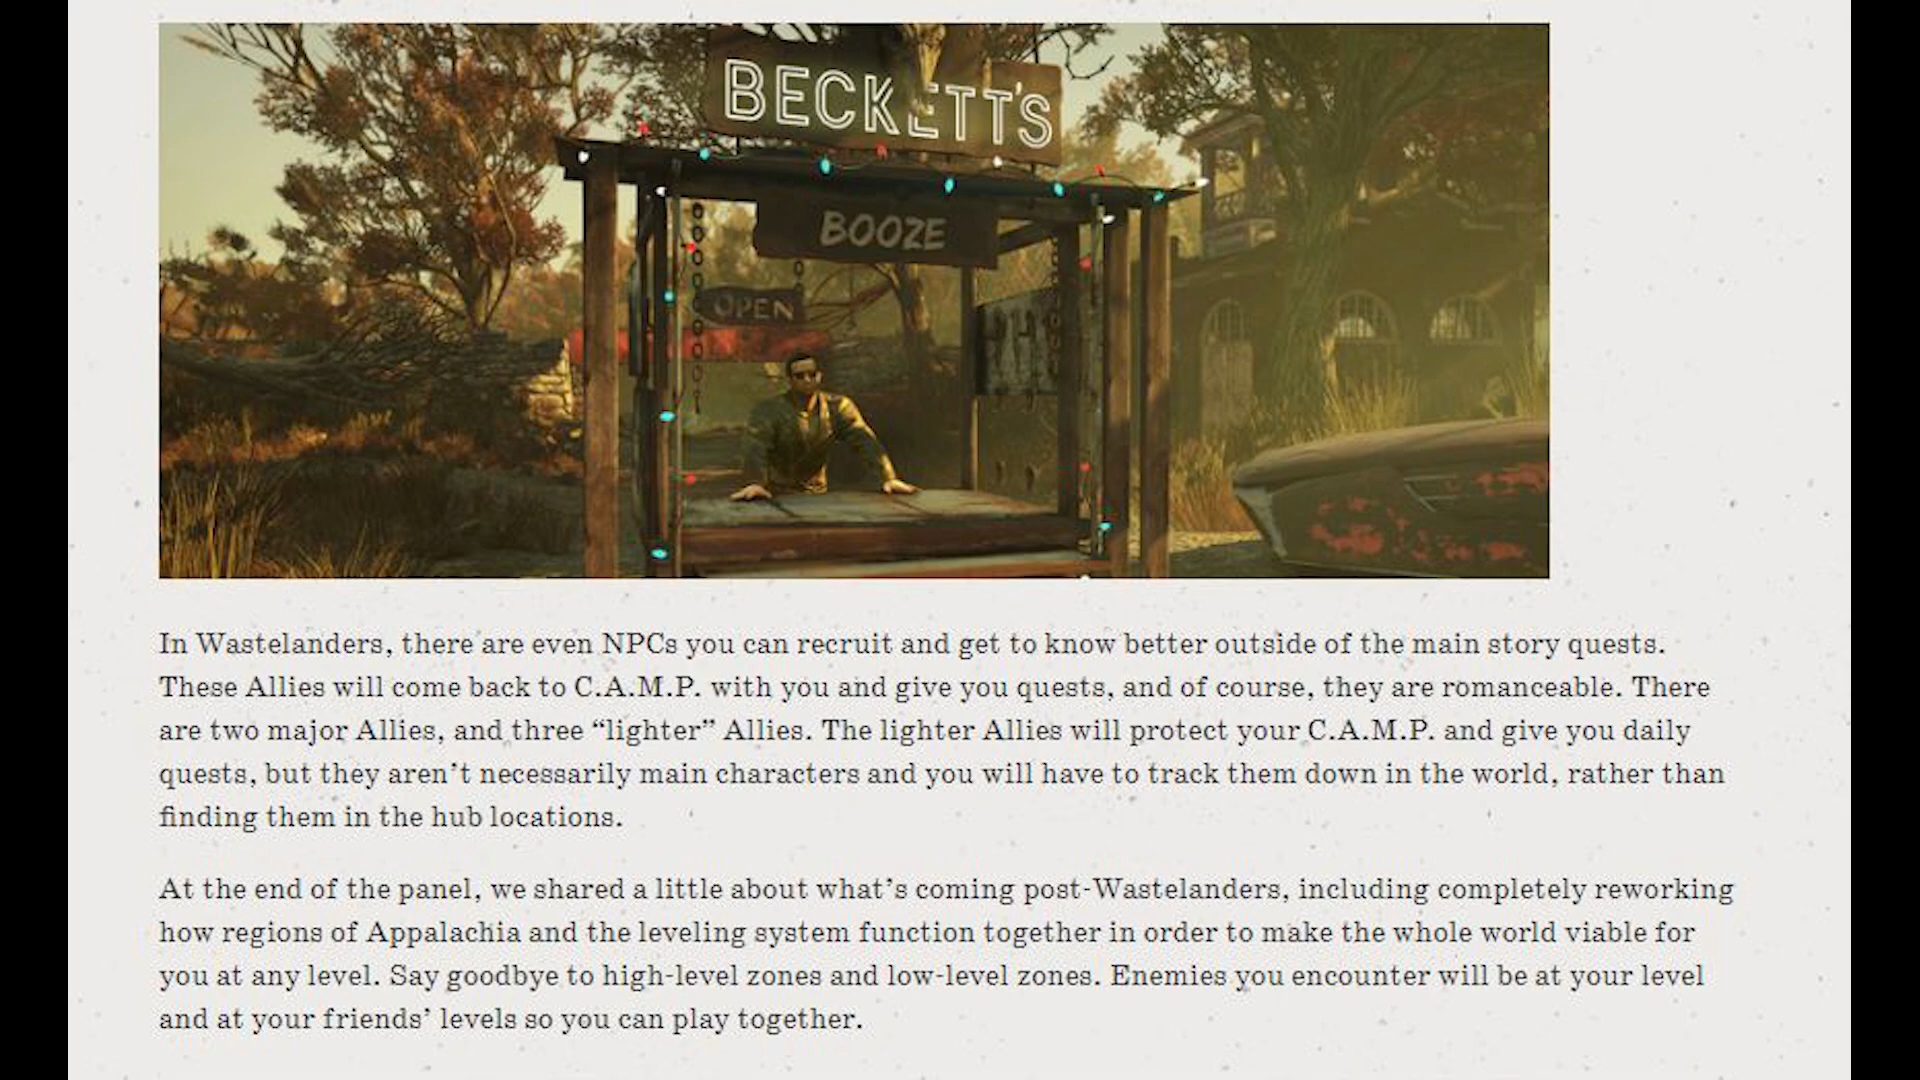 BECKETT'S
BOOZE
OPEN
In Wastelanders, there are even NPCs you can recruit and get to know better outside of the main story quests.
These Allies will come back to C.A.M.P. with you and give you quests, and of course, they are romanceable. There
are two major Allies, and three “lighter” Allies. The lighter Allies will protect your C.A.M.P. and give you daily
quests, but they aren’t necessarily main characters and you will have to track them down in the world, rather than
finding them in the hub locations.
At the end of the panel, we shared a little about what’s coming post-Wastelanders, including completely reworking
how regions of Appalachia and the leveling system function together in order to make the whole world viable for
you at any level. Say goodbye to high-level zones and low-level zones. Enemies you encounter will be at your level
and at your friends’ levels so you can play together.